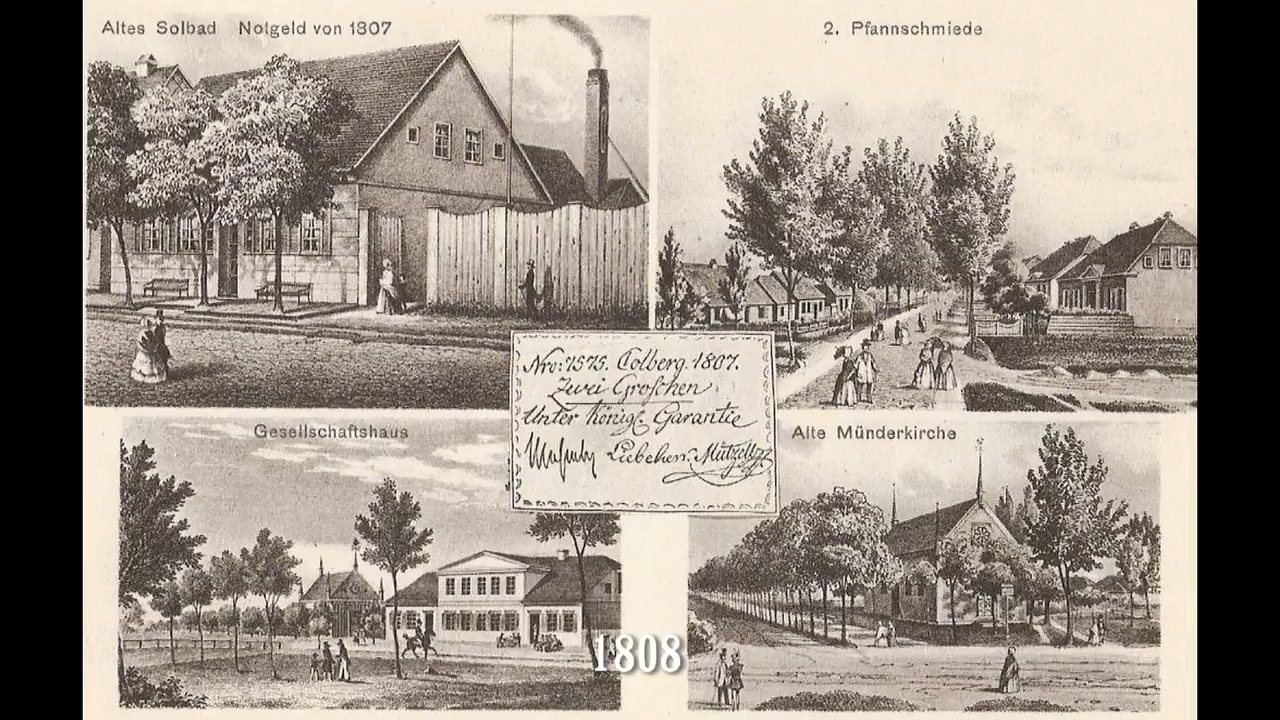 Altes Solbad Notgeld von 1807
2. Pfannschmiede
Nro: 7575. Colberg. 1807.
Zwei Groschen
Unter Königl. Garantie
Liebeherr. Mützell
Gesellschaftshaus
Alte Münderkirche
1808